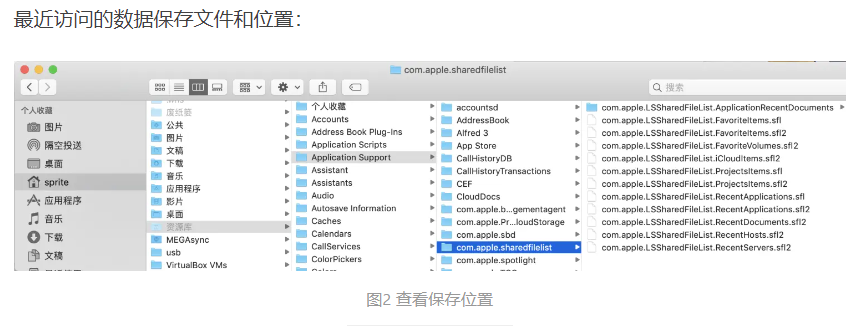 最近访问的数据保存文件和位置：
com.apple.sharedfilelist
搜索
个人收藏
图片
隔空投送
桌面
sprite
应用程序
音乐
下载
文稿
废纸篓
公共
图片
文稿
下载
音乐
应用程序
影片
桌面
资源库
MEGAsync
usb
VirtualBox VMs
个人收藏
Accounts
Address Book Plug-Ins
Application Scripts
Application Support
Assistant
Assistants
Audio
Autosave Information
Caches
Calendars
CallServices
ColorPickers
Colors
accountsd
AddressBook
Alfred 3
App Store
CallHistoryDB
CallHistoryTransactions
CEF
CloudDocs
com.apple.b...gementagent
com.apple.Pr...loudStorage
com.apple.sbd
com.apple.sharedfilelist
com.apple.spotlight
com.apple.LSSharedFileList.ApplicationRecentDocuments
com.apple.LSSharedFileList.FavoriteItems.sfl
com.apple.LSSharedFileList.FavoriteItems.sfl2
com.apple.LSSharedFileList.FavoriteVolumes.sfl2
com.apple.LSSharedFileList.iCloudItems.sfl2
com.apple.LSSharedFileList.ProjectsItems.sfl
com.apple.LSSharedFileList.ProjectsItems.sfl2
com.apple.LSSharedFileList.RecentApplications.sfl
com.apple.LSSharedFileList.RecentApplications.sfl2
com.apple.LSSharedFileList.RecentDocuments.sfl2
com.apple.LSSharedFileList.RecentHosts.sfl2
com.apple.LSSharedFileList.RecentServers.sfl2
图2 查看保存位置